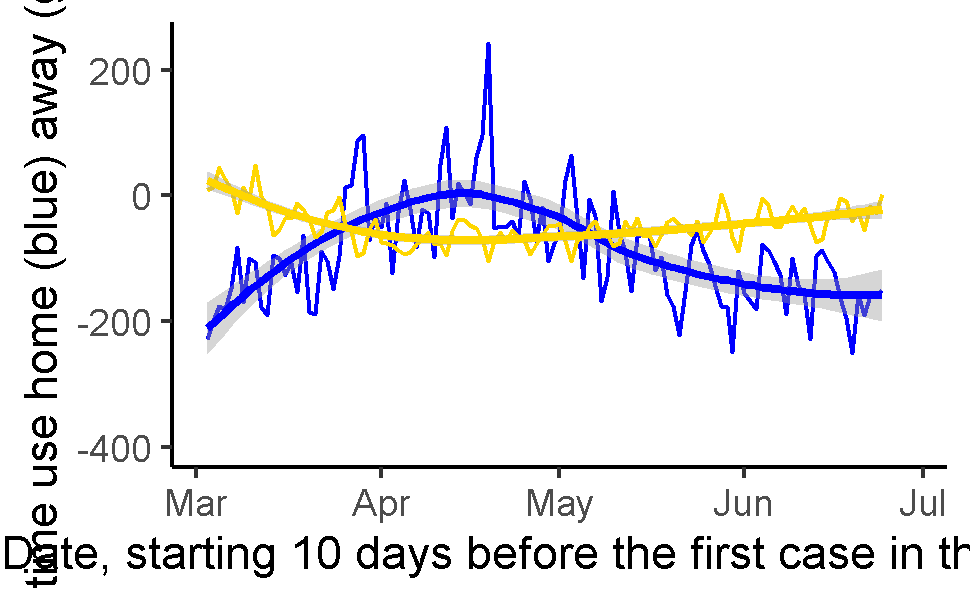 time use home (blue) away (
200
0
-200
-400
Mar Apr May Jun Jul
Date, starting 10 days before the first case in th